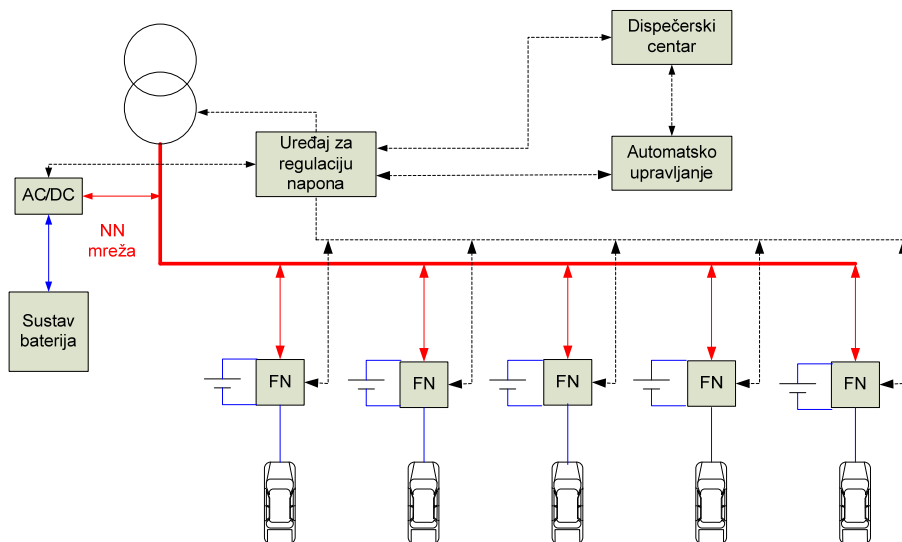 Dispečerski
centar
Uređaj za
regulaciju
napona
Automatsko
upravljanje
AC/DC
NN
mreža
Sustav
baterija
FN
FN
FN
FN
FN